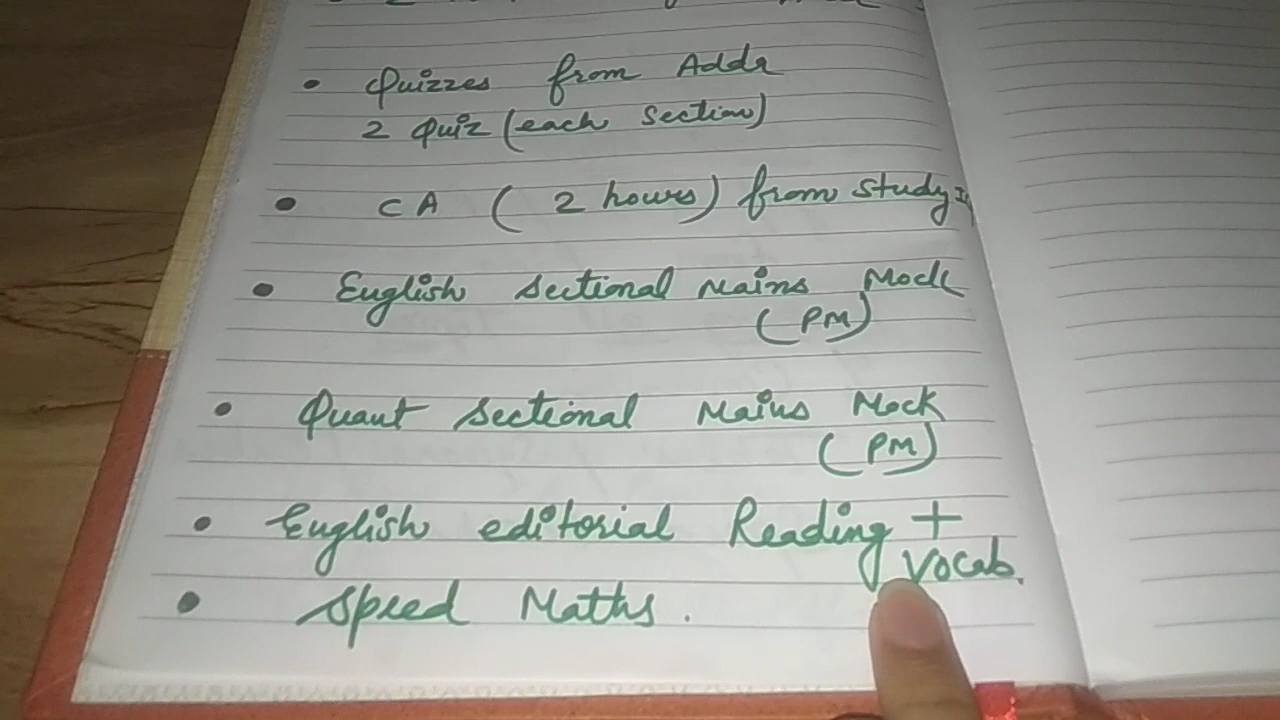 • Quizzes from Adda
2 Quiz (each section)
• CA ( 2 hours) from Study
• English sectional Mains Mock
(PM)
• Quant sectional Mains Mock
(PM)
• English editorial Reading +
Vocab.
• Speed Maths.